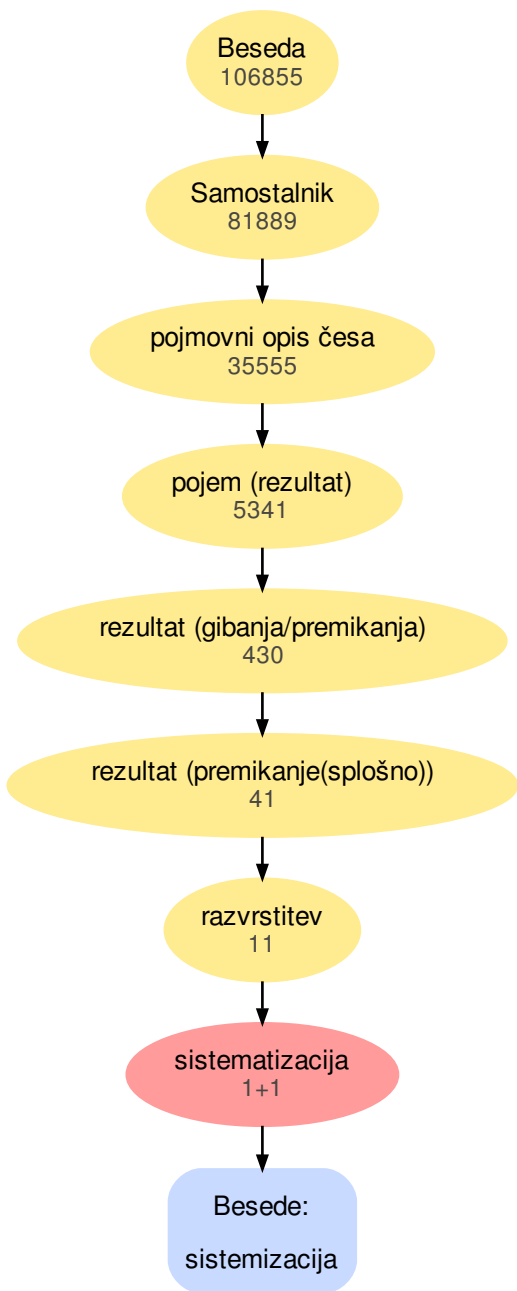 Beseda
106855
Samostalnik
81889
pojmovni opis česa
35555
pojem (rezultat)
5341
rezultat (gibanja/premikanja)
430
rezultat (premikanje(splošno))
41
razvrstitev
11
sistematizacija
1+1
Besede:
sistemizacija